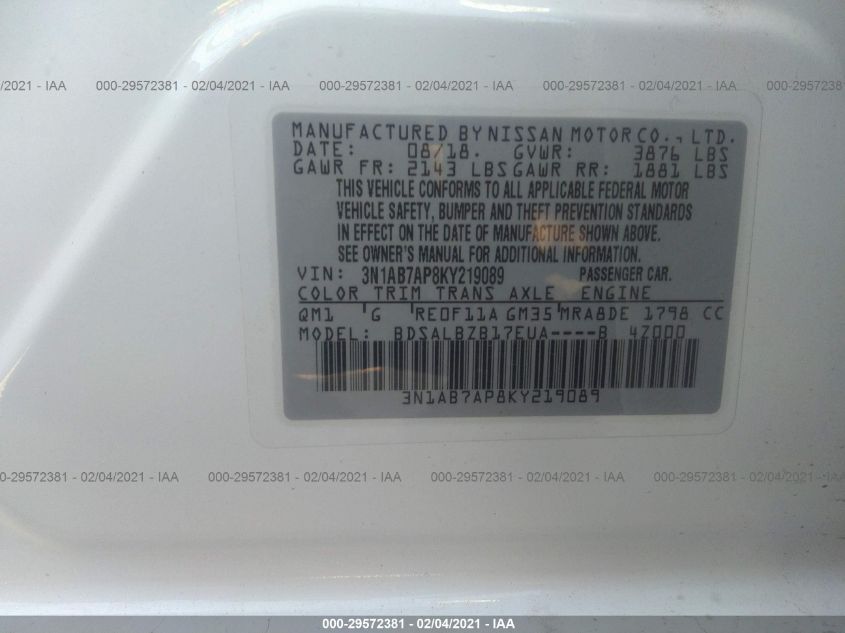 /2021 - IAA 000-29572381 - 02/04/2021 - IAA 000-29572381 - 02/04/2021 - IAA 000-29572381 - 02/04/2021 - IAA
MANUFACTURED BY NISSAN MOTOR CO., LTD.
DATE: 08/18. GVWR: 3876 LBS
GAWR FR: 2143 LBS GAWR RR: 1881 LBS
THIS VEHICLE CONFORMS TO ALL APPLICABLE FEDERAL MOTOR
VEHICLE SAFETY, BUMPER AND THEFT PREVENTION STANDARDS
IN EFFECT ON THE DATE OF MANUFACTURE SHOWN ABOVE.
SEE OWNER'S MANUAL FOR ADDITIONAL INFORMATION.
VIN: 3N1AB7AP8KY219089 PASSENGER CAR.
COLOR TRIM TRANS AXLE ENGINE
QM1 G RE0F11A GM35 MRA8DE 1798 CC
MODEL: BDSALBZB17EUA----B 4Z000
3N1AB7AP8KY219089
0-29572381 - 02/04/2021 - IAA 000-29572381 - 02/04/2021 - IAA 000-29572381 - 02/04/2021 - IAA 000-29572381 - 02/04/2021
000-29572381 - 02/04/2021 - IAA